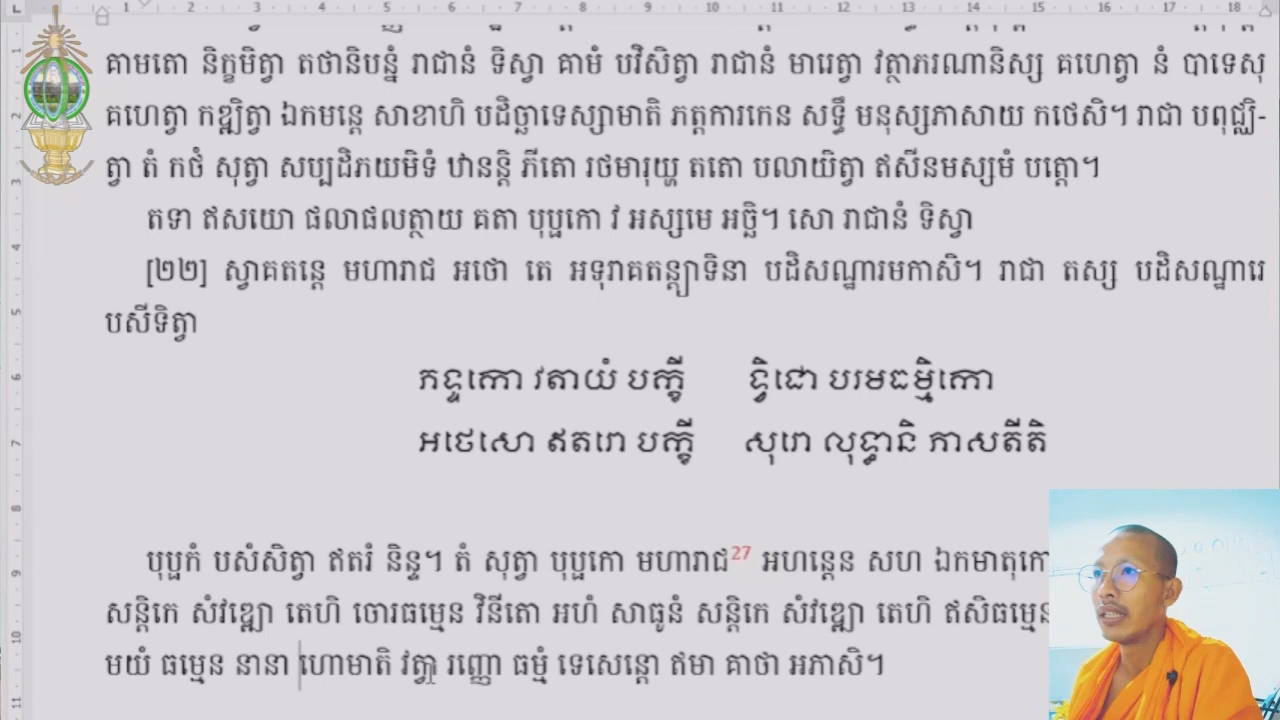 គាមតោ និក្ខមិត្វា តថានិបន្នំ រាជានំ ទិស្វា គាមំ បវិសិត្វា រាជានំ មារេត្វា វត្ថាភរណានិស្ស គហេត្វា នំ បាទេសុ
គហេត្វា កឌ្ឍិត្វា ឯកមន្តេ សាខាហិ បដិច្ឆាទេស្សាមាតិ ភត្តការកេន សទ្ធឹ មនុស្សភាសាយ កថេសិ។ រាជា បពុជ្ឈិ-
ត្វា តំ កថំ សុត្វា សប្បដិភយមិទំ ឋានន្តិ ភីតោ រថមារុយ្ហ តតោ បលាយិត្វា ឥសីនមស្សមំ បត្តោ។
តទា ឥសយោ ផលាផលត្ថាយ គតា បុប្ផកោ វ អស្សមេ អច្ឆិ។ សោ រាជានំ ទិស្វា
[២២] ស្វាគតន្តេ មហារាជ អថោ តេ អទុរាគតន្ត្យាទិនា បដិសណ្ឋារមកាសិ។ រាជា តស្ស បដិសណ្ឋារេ
បសីទិត្វា
ភទ្ទកោ វតាយំ បក្ខី ទ្វិជោ បរមធម្មិកោ
អថេសោ ឥតរោ បក្ខី សុរោ លុទ្ធានិ ភាសតីតិ
បុប្ផកំ បសំសិត្វា ឥតរំ និន្ទ។ តំ សុត្វា បុប្ផកោ មហារាជ27 អហន្តេន សហ ឯកមាតុកោ
សន្តិកេ សំវឌ្ឍោ តេហិ ចោរធម្មេន វិនីតោ អហំ សាធូនំ សន្តិកេ សំវឌ្ឍោ តេហិ ឥសិធម្មេន
មយំ ធម្មេន នានា ហោមាតិ វត្វា រញ្ញោ ធម្មំ ទេសេន្តោ ឥមា គាថា អភាសិ។